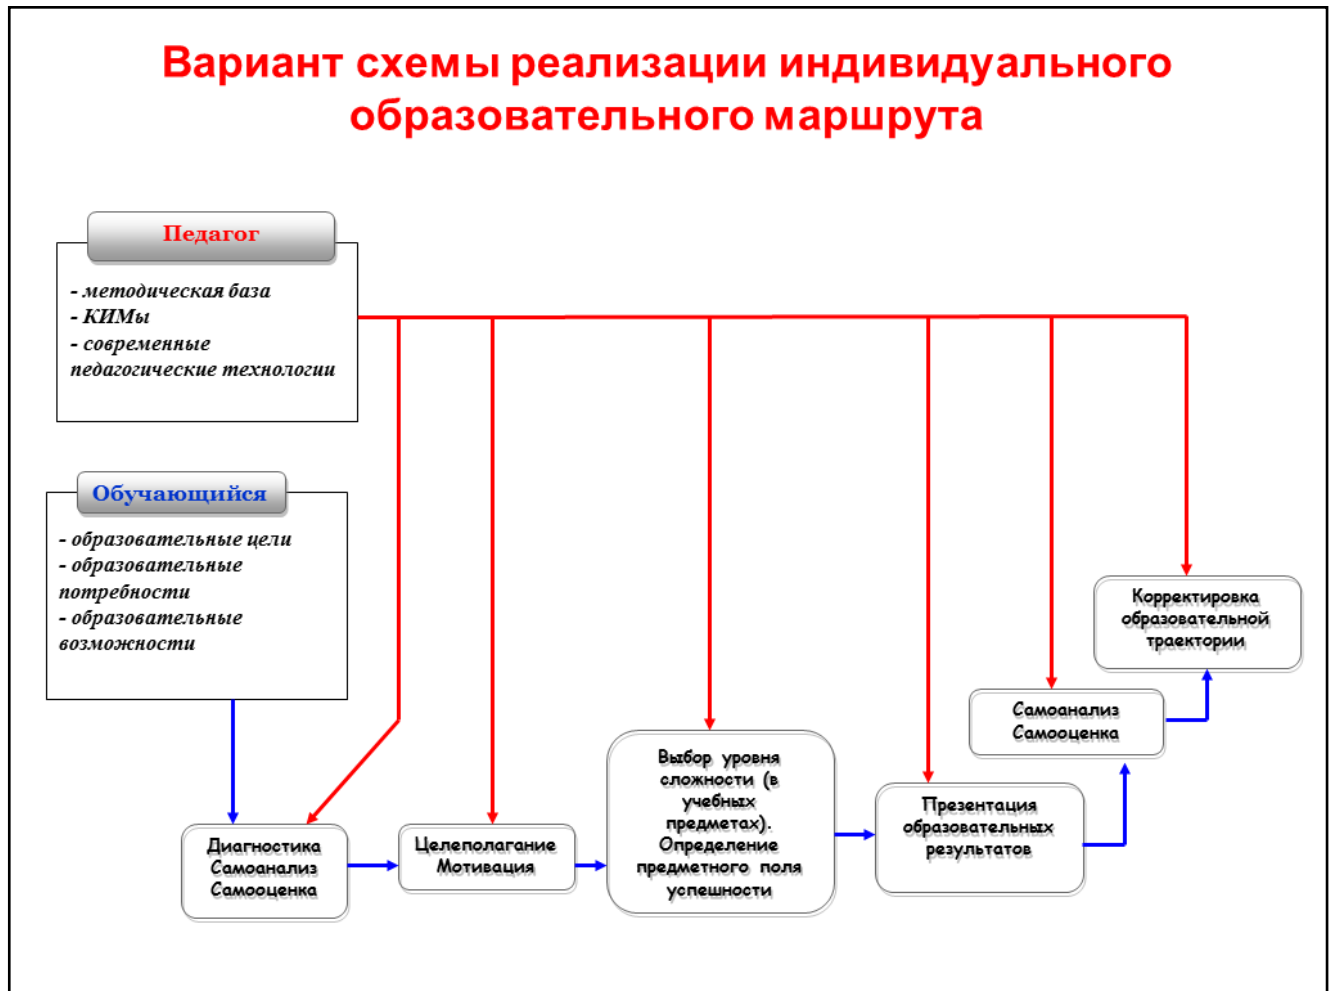 Вариант схемы реализации индивидуального
образовательного маршрута
Педагог
- методическая база
- КИМы
- современные
педагогические технологии
Обучающийся
- образовательные цели
- образовательные
потребности
- образовательные
возможности
Диагностика
Самоанализ
Самооценка
Целеполагание
Мотивация
Выбор уровня
сложности (в
учебных
предметах).
Определение
предметного поля
успешности
Презентация
образовательных
результатов
Самоанализ
Самооценка
Корректировка
образовательной
траектории